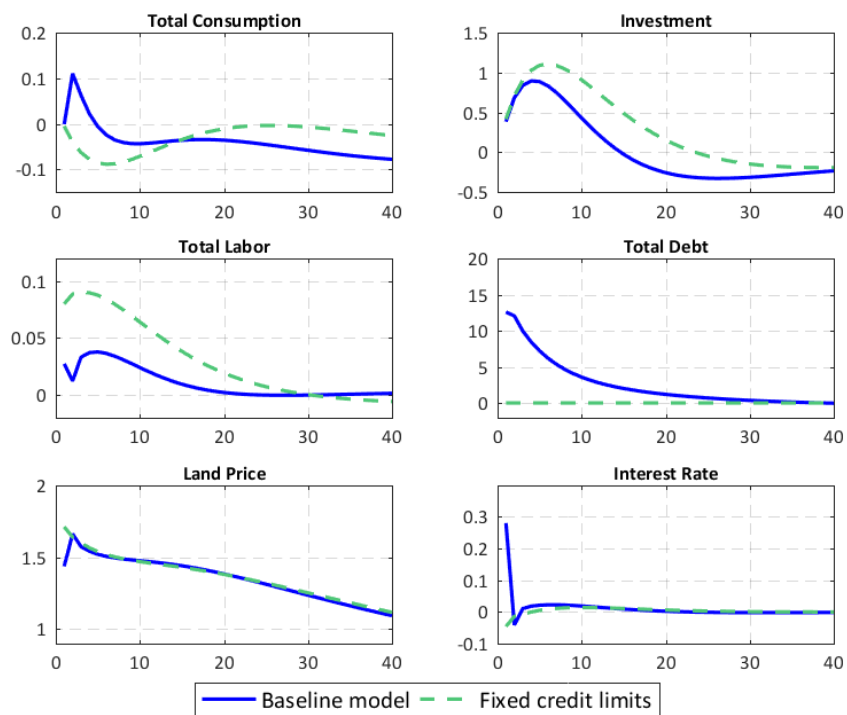 Total Consumption
0.2
0.1
0
-0.1
0 10 20 30 40
Investment
1.5
1
0.5
0
-0.5
0 10 20 30 40
Total Labor
0.1
0.05
0
0 10 20 30 40
Total Debt
20
15
10
5
0
0 10 20 30 40
Land Price
2
1.5
1
0 10 20 30 40
Interest Rate
0.3
0.2
0.1
0
-0.1
0 10 20 30 40
Baseline model Fixed credit limits